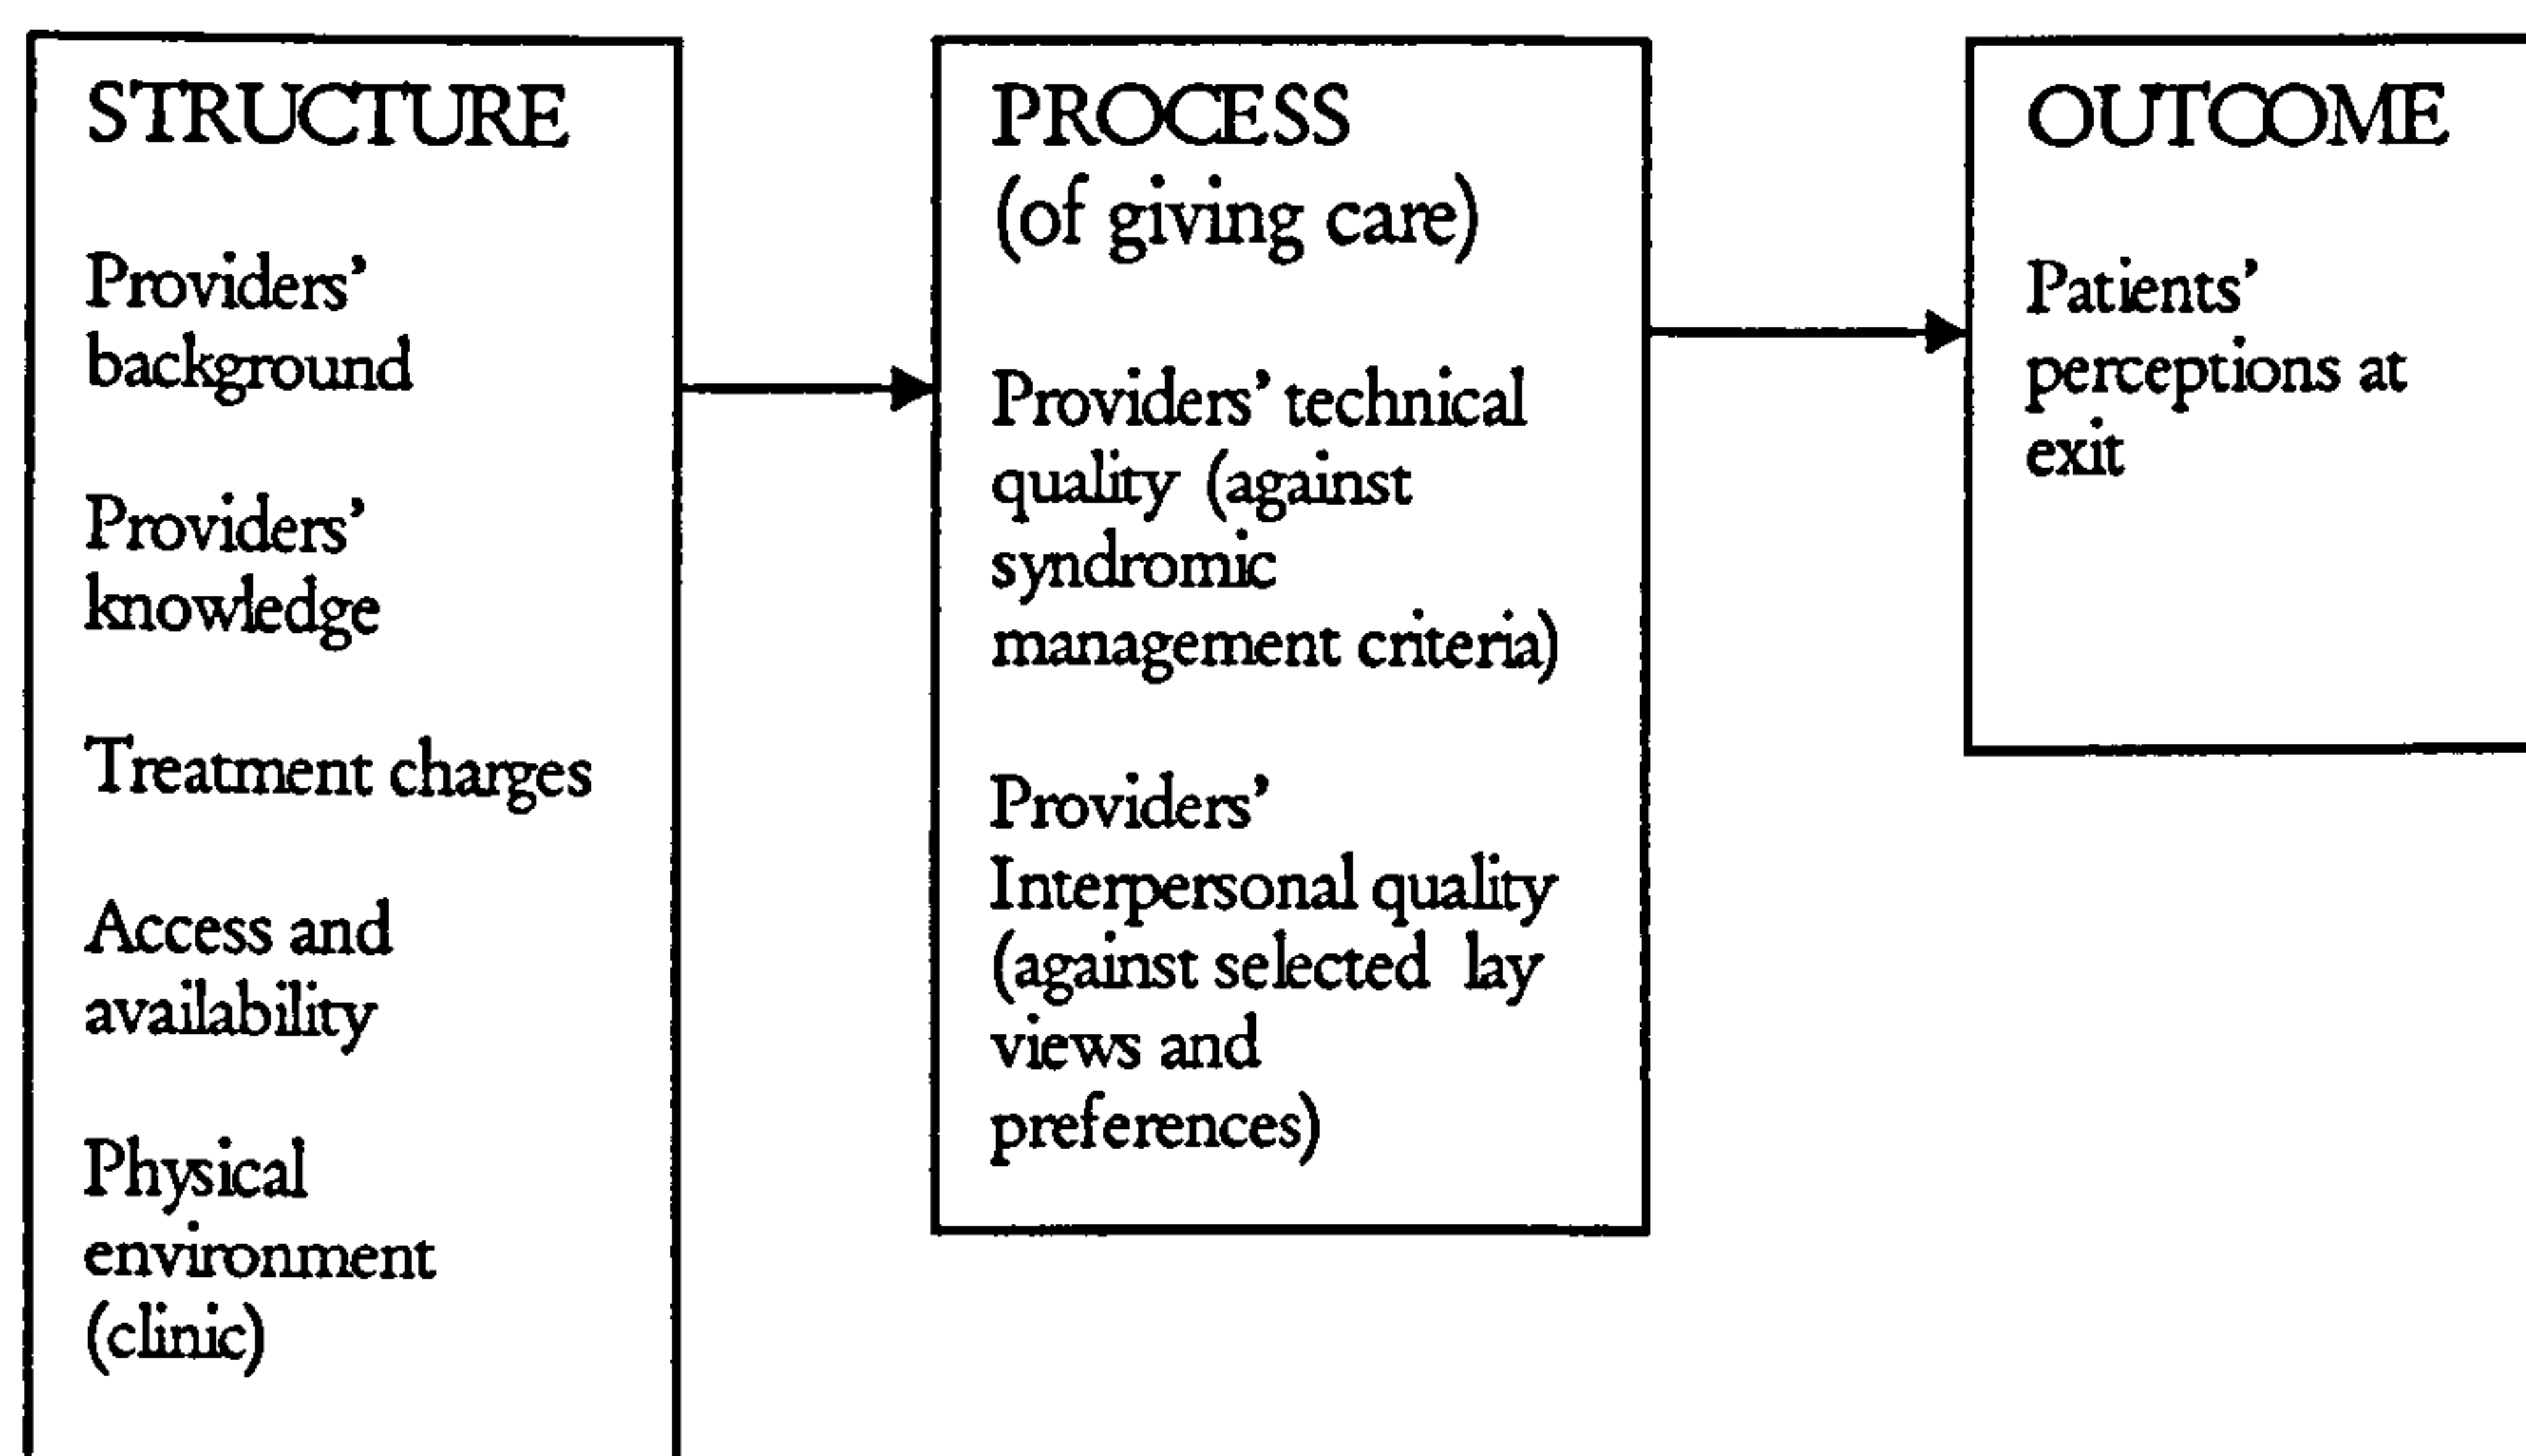 STRUCTURE
Providers'
background
Providers'
knowledge
Treatment charges
Access and
availability
Physical
environment
(clinic)
PROCESS
(of giving care)
Providers' technical
quality (against
syndromic
management criteria)
Providers'
Interpersonal quality
(against selected lay
views and
preferences)
OUTCOME
Patients'
perceptions at
exit